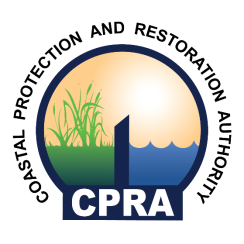 COASTAL PROTECTION AND RESTORATION AUTHORITY
CPRA